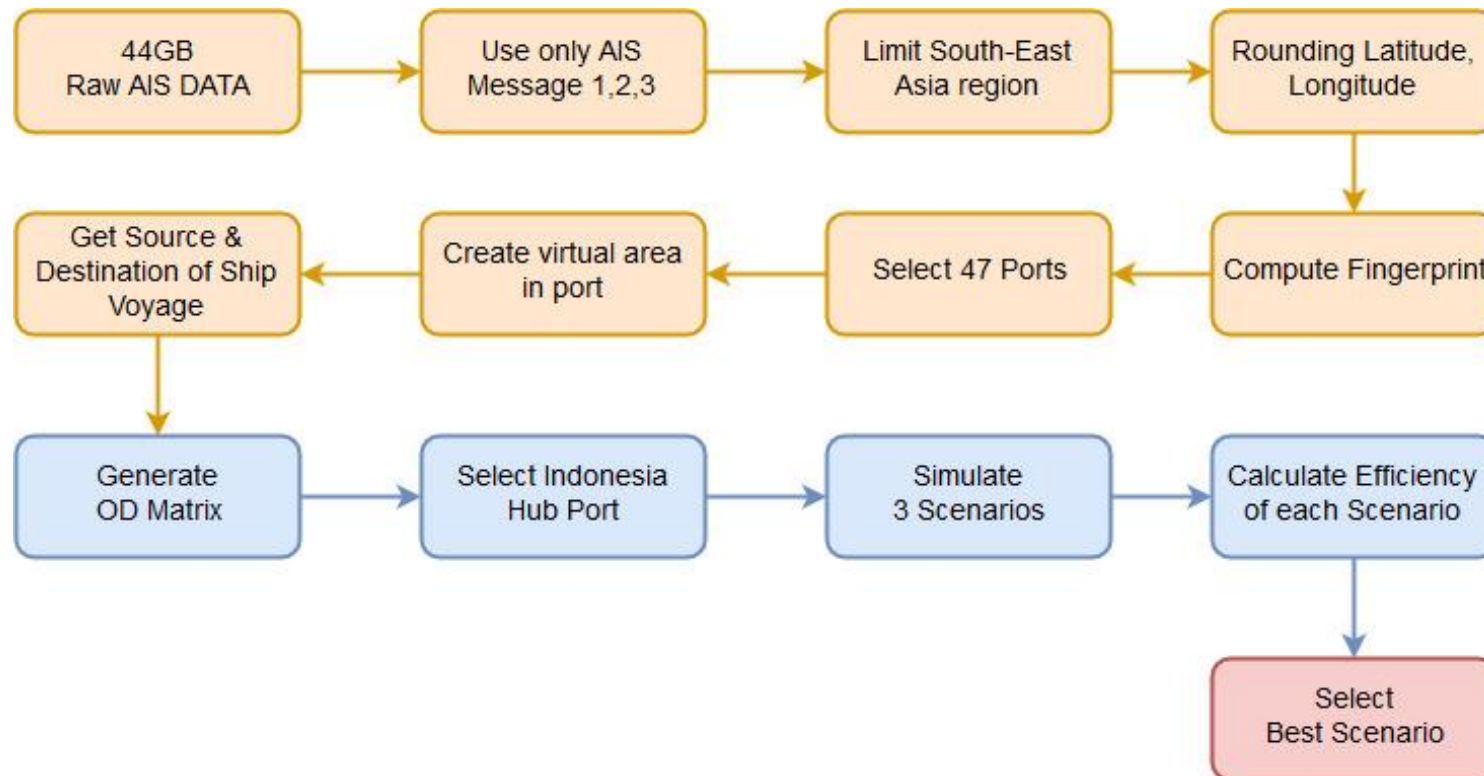 44GB
Raw AIS DATA
Use only AIS
Message 1,2,3
Limit South-East
Asia region
Rounding Latitude,
Longitude
Compute Fingerprint
Select 47 Ports
Create virtual area
in port
Get Source &
Destination of Ship
Voyage
Generate
OD Matrix
Select Indonesia
Hub Port
Simulate
3 Scenarios
Calculate Efficiency
of each Scenario
Select
Best Scenario